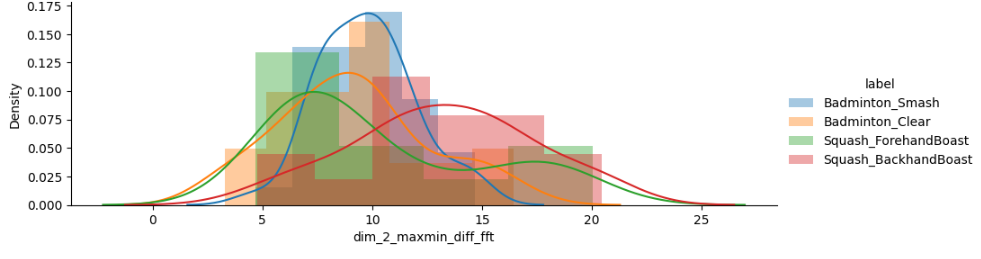 0.175
0.150
0.125
0.100
0.075
0.050
0.025
0.000
Density
0 5 10 15 20 25
dim_2_maxmin_diff_fft
label
Badminton_Smash
Badminton_Clear
Squash_ForehandBoast
Squash_BackhandBoast